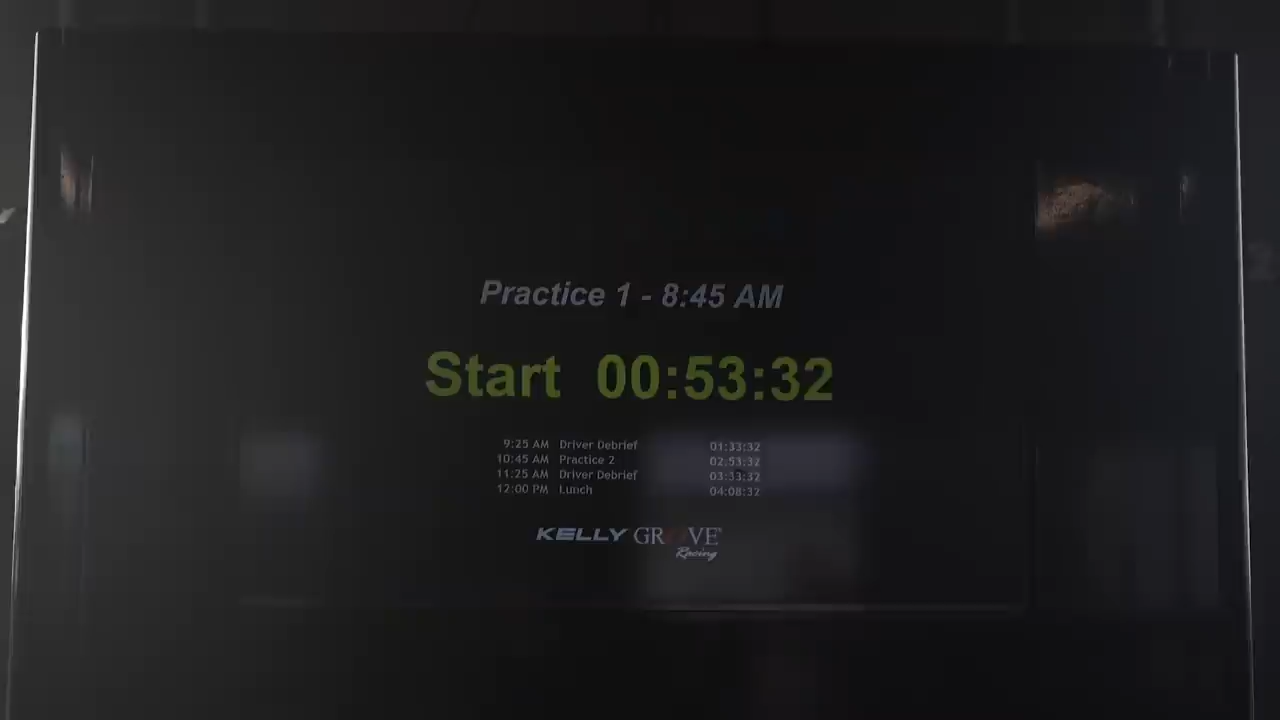 Practice 1 - 8:45 AM
Start 00:53:32
9:25 AM Driver Debrief 01:33:32
10:45 AM Practice 2 02:53:32
11:25 AM Driver Debrief 03:33:32
12:00 PM Lunch 04:08:32
KELLY GROVE
Racing